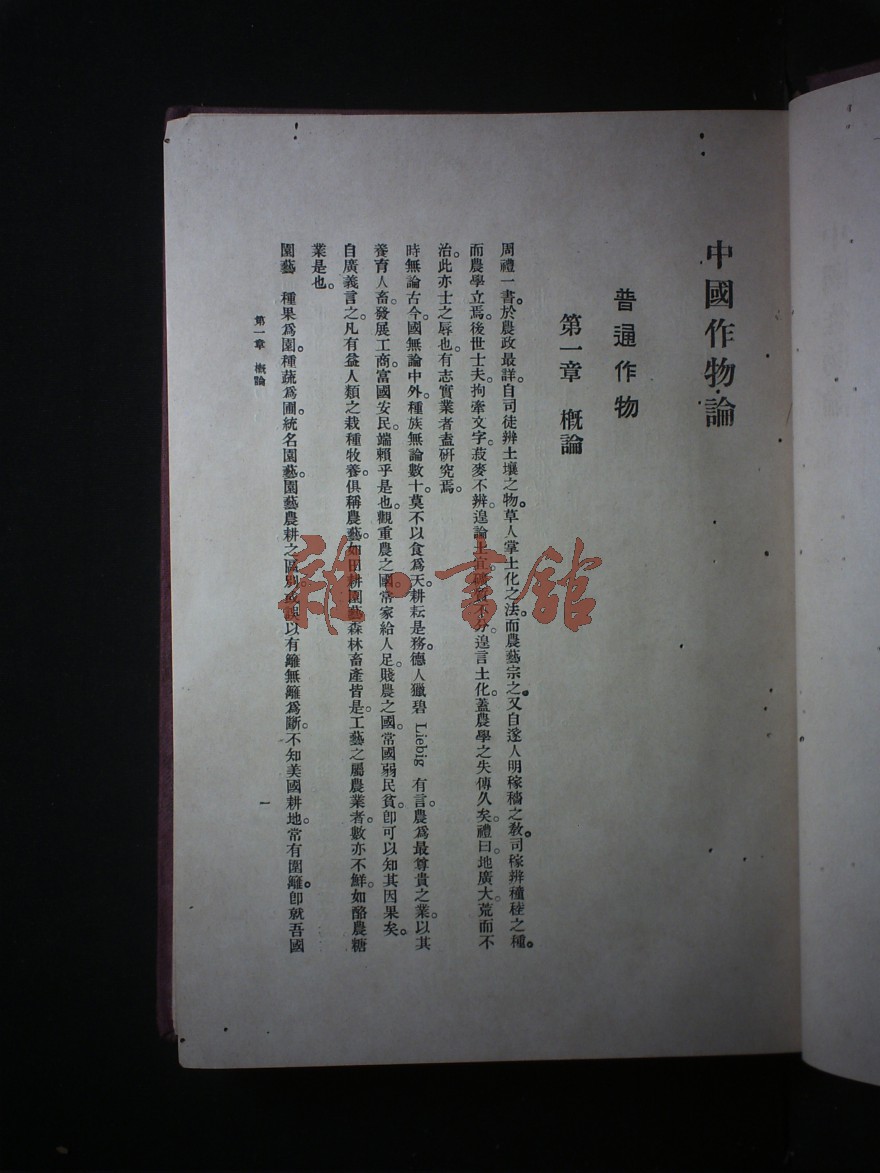 中國作物論
普通作物
第一章 概論
周禮一書。於農政最詳。自司徒辨土壤之物。草人掌土化之法。而農藝宗之。又自遂人明稼穡之教。司稼辨穜稑之種。
而農學立焉。後世士夫。拘牽文字。菽麥不辨。遑論土宜。不分。遑言土化。蓋農學之失傳久矣。禮曰。地廣大。荒而不
治。此亦士之辱也。有志實業者。盍研究焉。
時無論古今。國無論中外。種族無論數十。莫不以食爲天。耕耘是務。德人獵碧 Liebig 有言。農爲最尊貴之業。以其
養育人畜。發展工商。富國安民。端賴乎是也。觀重農之國。常家給人足。賤農之國。常國弱民貧。卽可以知其因果矣。
自廣義言之。凡有益人類之栽種牧養。俱稱農藝。如田耕園藝森林畜產皆是。工藝之屬農業者。數亦不鮮。如酪農糖
業是也。
園藝 種果爲園。種蔬爲圃。統名園藝。園藝農耕之區別。或誤以有籬無籬爲斷。不知美國耕地。常有圍籬。卽就吾國
第一章 概論
一
雜·書館